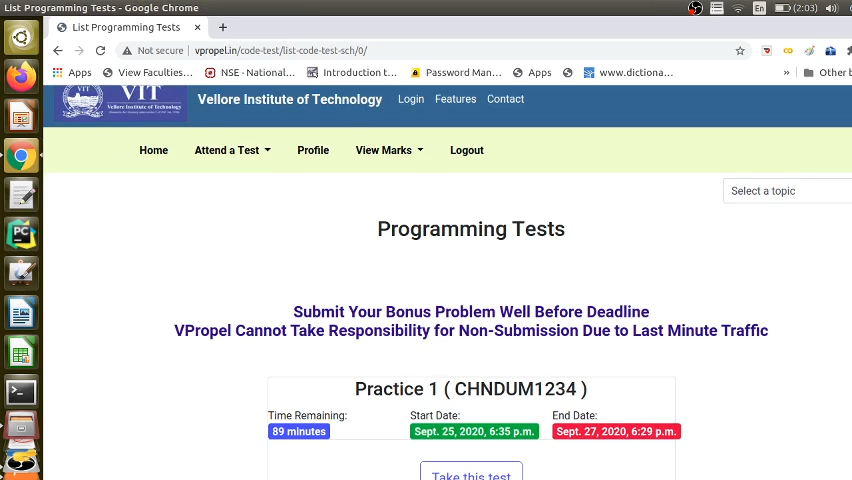 List Programming Tests - Google Chrome
En
(2:03)
List Programming Tests
Not secure
vpropel.in/code-test/list-code-test-sch/0/
Apps
View Faculties...
NSE - National...
Introduction t...
Password Man...
Apps
www.dictiona...
»
Other b
VIT
Vellore Institute of Technology
Vellore Institute of Technology
Login
Features
Contact
Home
Attend a Test
Profile
View Marks
Logout
Select a topic
Programming Tests
Submit Your Bonus Problem Well Before Deadline
VPropel Cannot Take Responsibility for Non-Submission Due to Last Minute Traffic
Practice 1 ( CHNDUM1234 )
Time Remaining:
Start Date:
End Date:
89 minutes
Sept. 25, 2020, 6:35 p.m.
Sept. 27, 2020, 6:29 p.m.
Take this test